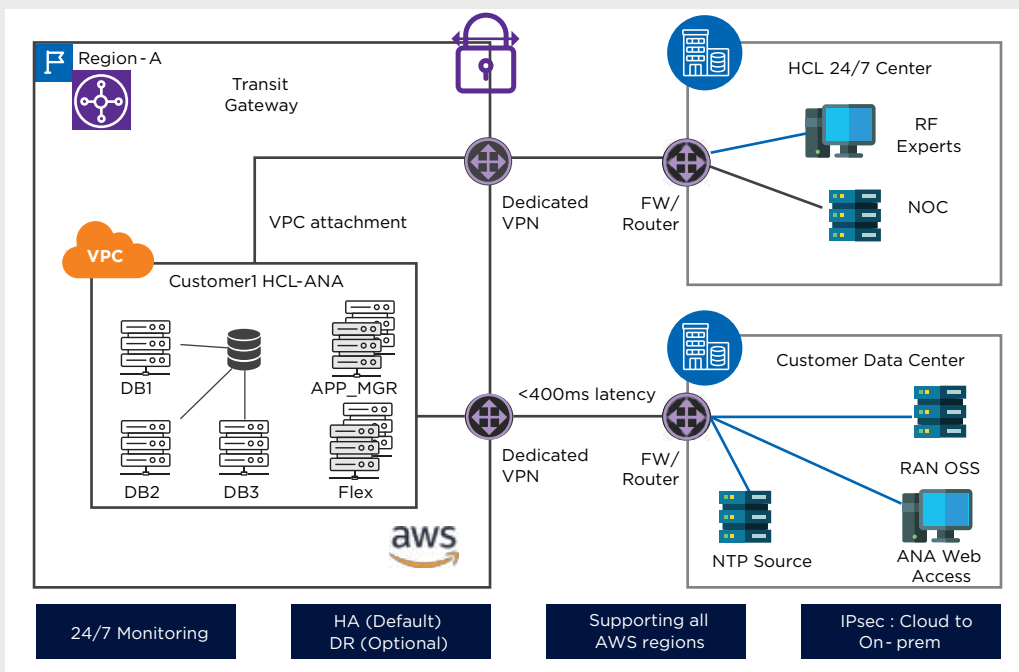 Region-A
Transit
Gateway
VPC attachment
VPC
Customer1 HCL-ANA
DB1
APP_MGR
DB2
DB3
Flex
aws
Dedicated
VPN
FW/
Router
HCL 24/7 Center
RF
Experts
NOC
<400ms latency
Dedicated
VPN
FW/
Router
Customer Data Center
RAN OSS
NTP Source
ANA Web
Access
24/7 Monitoring
HA (Default)
DR (Optional)
Supporting all
AWS regions
IPsec : Cloud to
On-prem